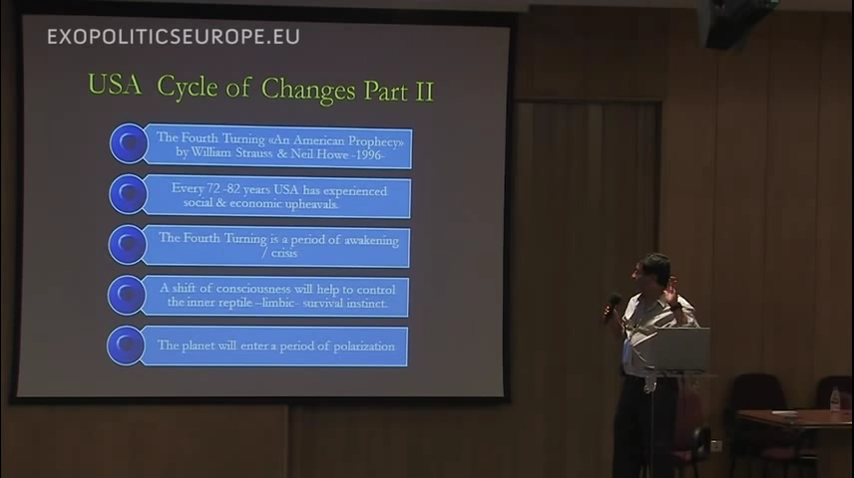 EXOPOLITICSEUROPE.EU
USA Cycle of Changes Part II
The Fourth Turning «An American Prophecy»
by William Strauss & Neil Howe -1996-
Every 72 -82 years USA has experienced
social & economic upheavals.
The Fourth Turning is a period of awakening
/ crisis
A shift of consciousness will help to control
the inner reptile –limbic- survival instinct.
The planet will enter a period of polarization